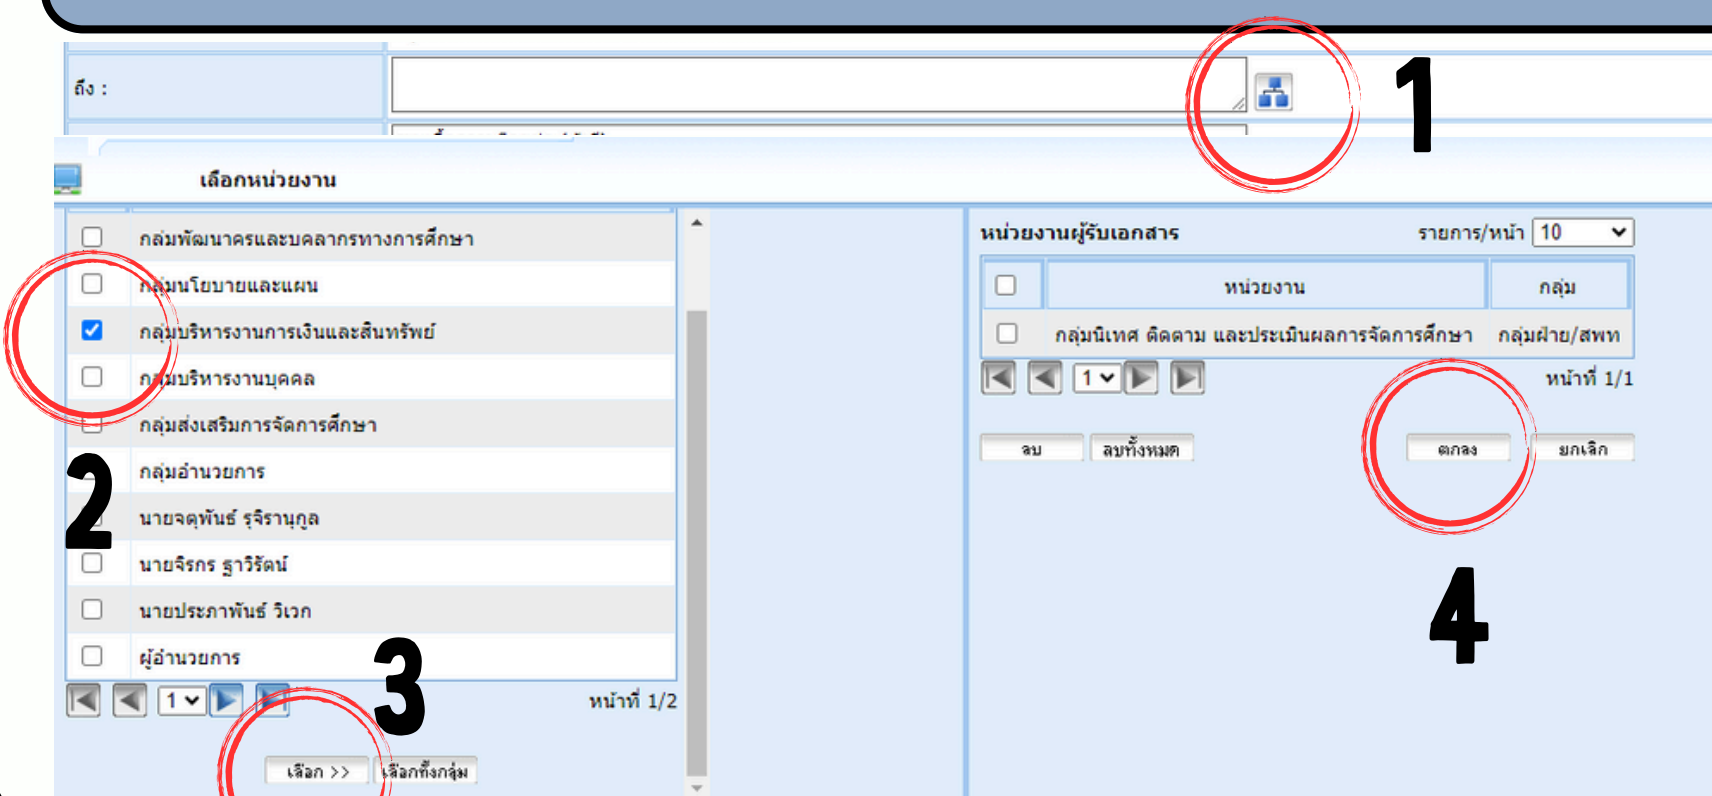 ถึง :
1
เลือกหน่วยงาน
กลุ่มพัฒนาครูและบุคลากรทางการศึกษา
กลุ่มนโยบายและแผน
กลุ่มบริหารงานการเงินและสินทรัพย์
กลุ่มบริหารงานบุคคล
กลุ่มส่งเสริมการจัดการศึกษา
กลุ่มอำนวยการ
นายจตุพันธ์ รุจิรานุกูล
นายจิรกร ฐาวิรัตน์
นายประภาพันธ์ วิเวก
ผู้อำนวยการ
2
1
หน้าที่ 1/2
3
เลือก >> เลือกทั้งกลุ่ม
หน่วยงานผู้รับเอกสาร รายการ/หน้า 10
หน่วยงาน กลุ่ม
กลุ่มนิเทศ ติดตาม และประเมินผลการจัดการศึกษา กลุ่มฝ่าย/สพท
1 หน้าที่ 1/1
ลบ ลบทั้งหมด ตกลง ยกเลิก
4